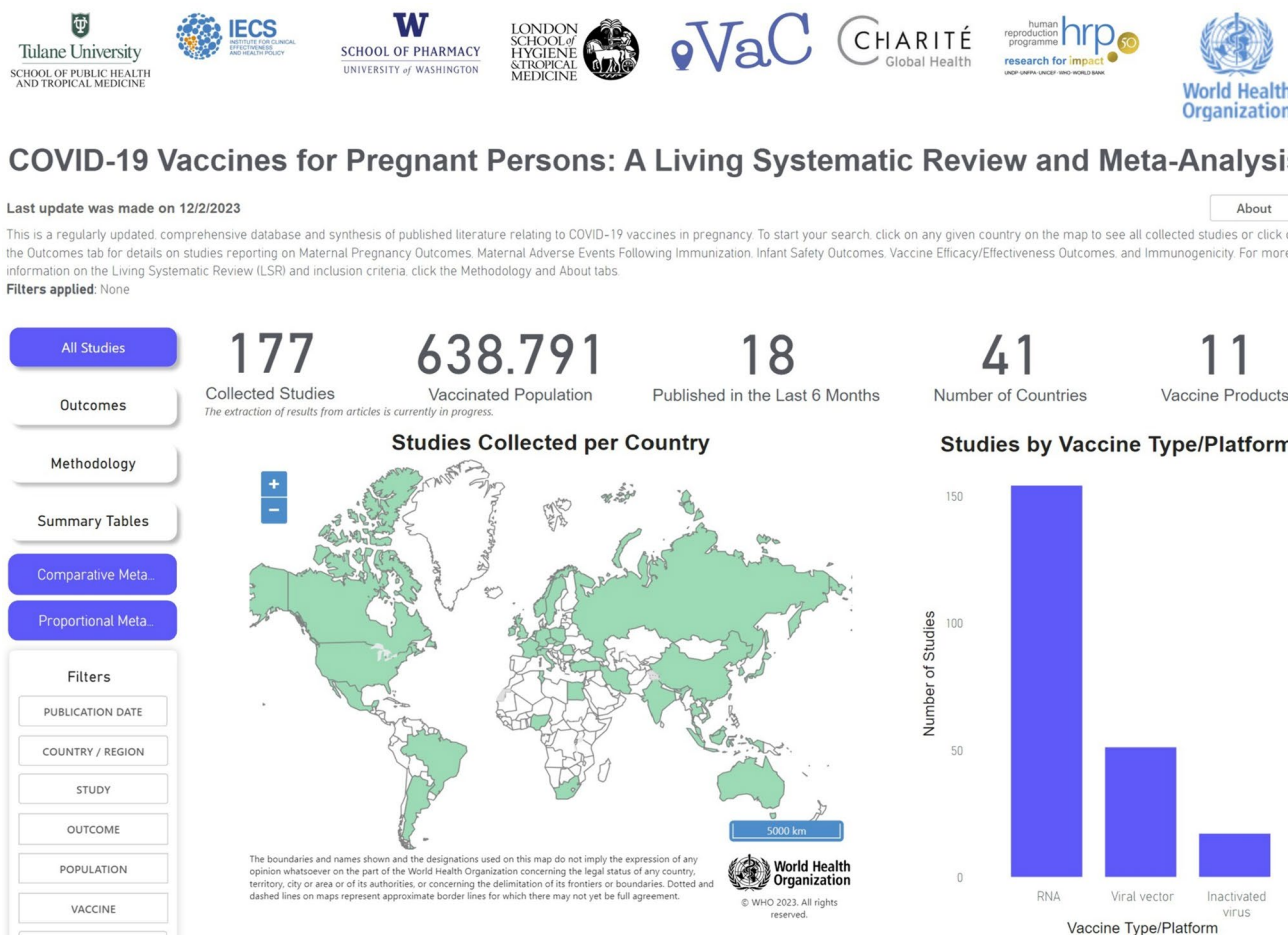 Tulane University
SCHOOL OF PUBLIC HEALTH
AND TROPICAL MEDICINE
IECS
INSTITUTE FOR CLINICAL
EFFECTIVENESS
AND HEALTH POLICY
W
SCHOOL OF PHARMACY
UNIVERSITY of WASHINGTON
LONDON
SCHOOL of
HYGIENE
& TROPICAL
MEDICINE
VaC
CHARITÉ
Global Health
human
reproduction
programme
hrp
50
research for impact
UNDP·UNFPA·UNICEF·WHO·WORLD BANK
World Health
Organization
COVID-19 Vaccines for Pregnant Persons: A Living Systematic Review and Meta-Analysis
Last update was made on 12/2/2023
About
This is a regularly updated, comprehensive database and synthesis of published literature relating to COVID-19 vaccines in pregnancy. To start your search, click on any given country on the map to see all collected studies or click
the Outcomes tab for details on studies reporting on Maternal Pregnancy Outcomes, Maternal Adverse Events Following Immunization, Infant Safety Outcomes, Vaccine Efficacy/Effectiveness Outcomes, and Immunogenicity. For more
information on the Living Systematic Review (LSR) and inclusion criteria, click the Methodology and About tabs.
Filters applied: None
All Studies
Outcomes
Methodology
Summary Tables
Comparative Meta...
Proportional Meta...
Filters
PUBLICATION DATE
COUNTRY / REGION
STUDY
OUTCOME
POPULATION
VACCINE
177
Collected Studies
The extraction of results from articles is currently in progress.
638.791
Vaccinated Population
18
Published in the Last 6 Months
41
Number of Countries
11
Vaccine Products
Studies Collected per Country
+
−
5000 km
The boundaries and names shown and the designations used on this map do not imply the expression of any
opinion whatsoever on the part of the World Health Organization concerning the legal status of any country,
territory, city or area or of its authorities, or concerning the delimitation of its frontiers or boundaries. Dotted and
dashed lines on maps represent approximate border lines for which there may not yet be full agreement.
World Health
Organization
© WHO 2023. All rights
reserved.
Studies by Vaccine Type/Platform
Number of Studies
150
100
50
0
RNA
Viral vector
Inactivated
virus
Vaccine Type/Platform